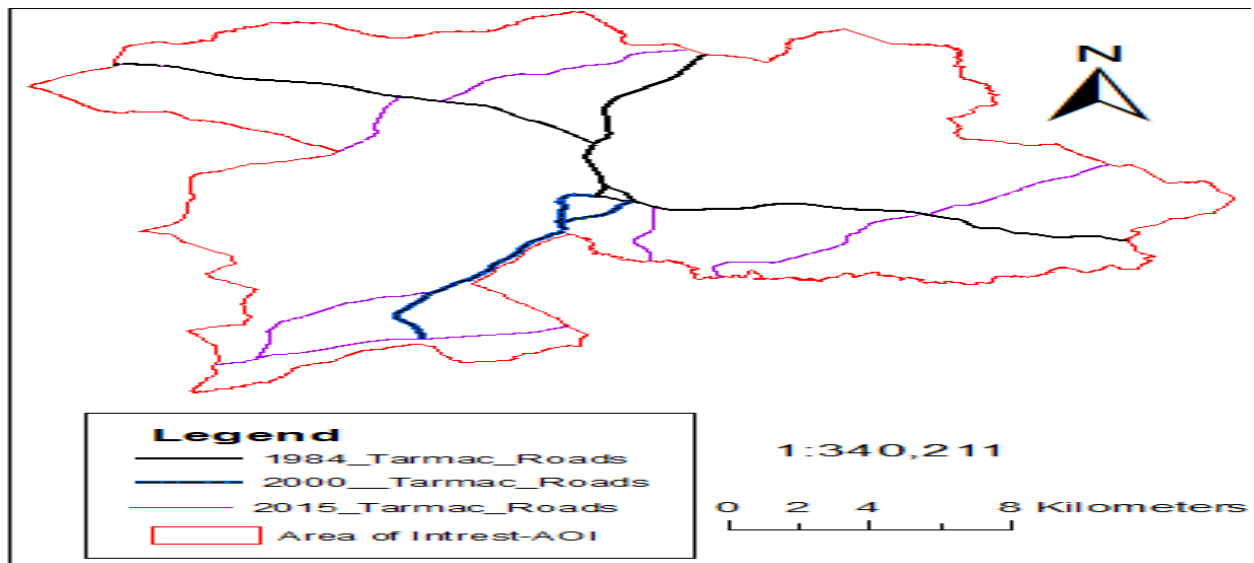 N
Legend
1984_Tarmac_Roads
2000__Tarmac_Roads
2015_Tarmac_Roads
Area of Intrest-AOI
1:340,211
0 2 4 8 Kilometers